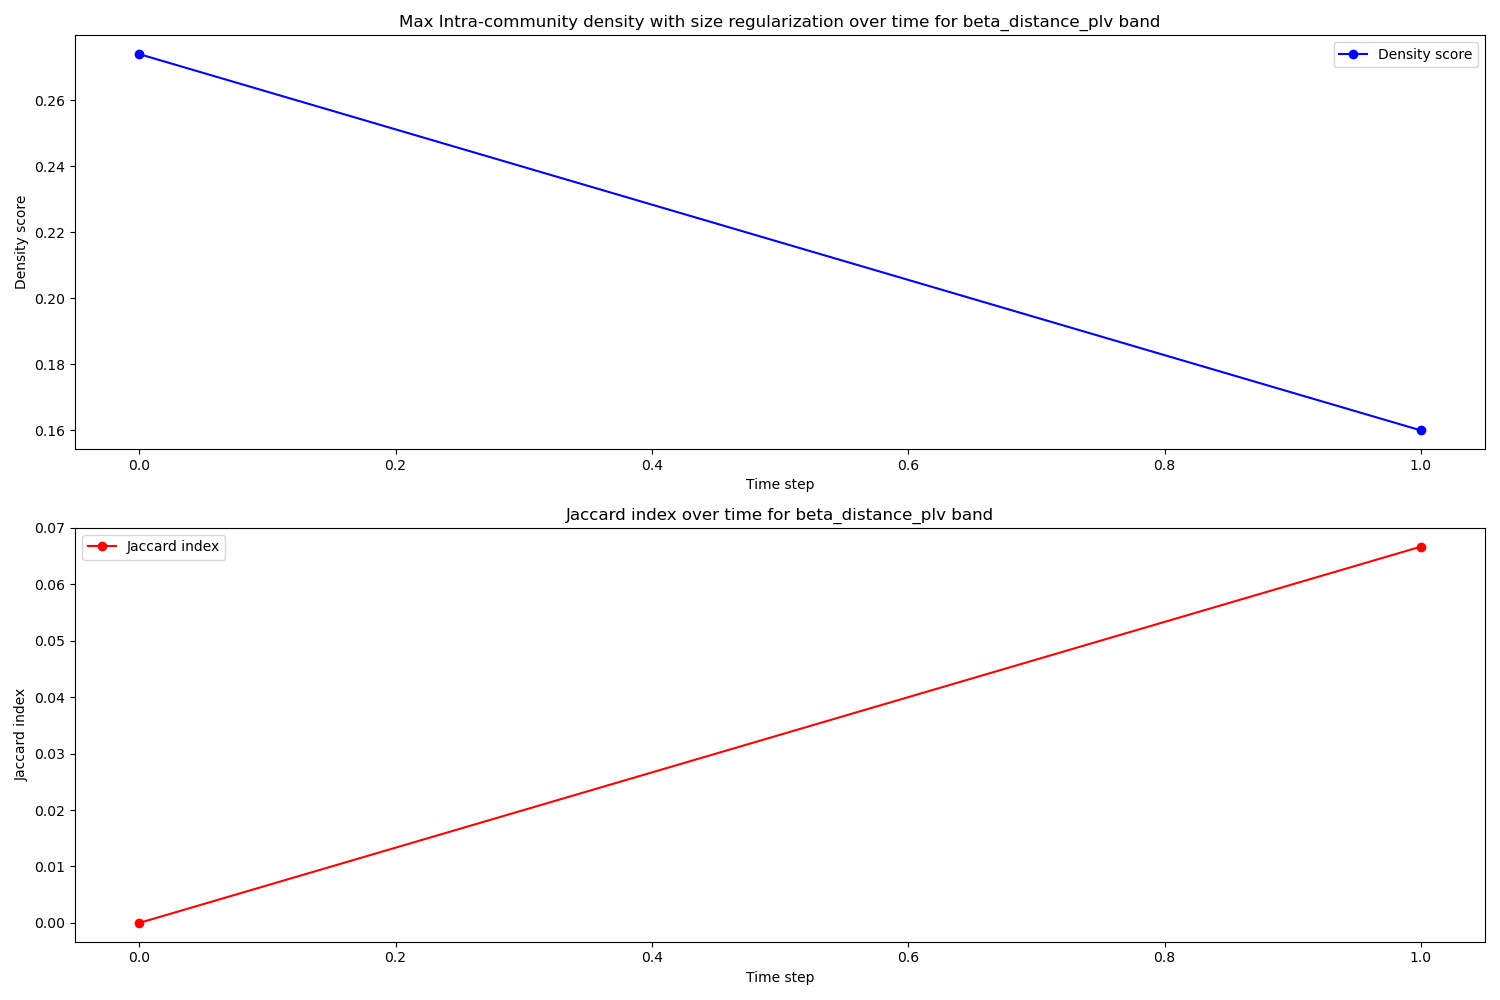 Max Intra-community density with size regularization over time for beta_distance_plv band
Density score
0.26
0.24
0.22
0.20
0.18
0.16
Density score
0.0 0.2 0.4 0.6 0.8 1.0
Time step
Jaccard index over time for beta_distance_plv band
Jaccard index
0.07
0.06
0.05
0.04
0.03
0.02
0.01
0.00
Jaccard index
0.0 0.2 0.4 0.6 0.8 1.0
Time step